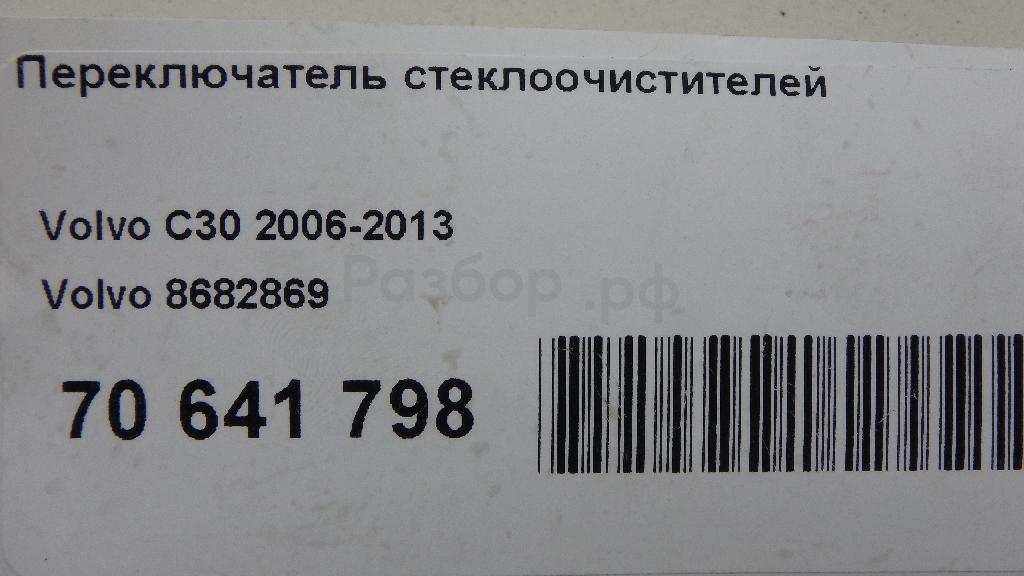 Переключатель стеклоочистителей
Volvo C30 2006-2013
Volvo 8682869
Разбор.рф
70 641 798